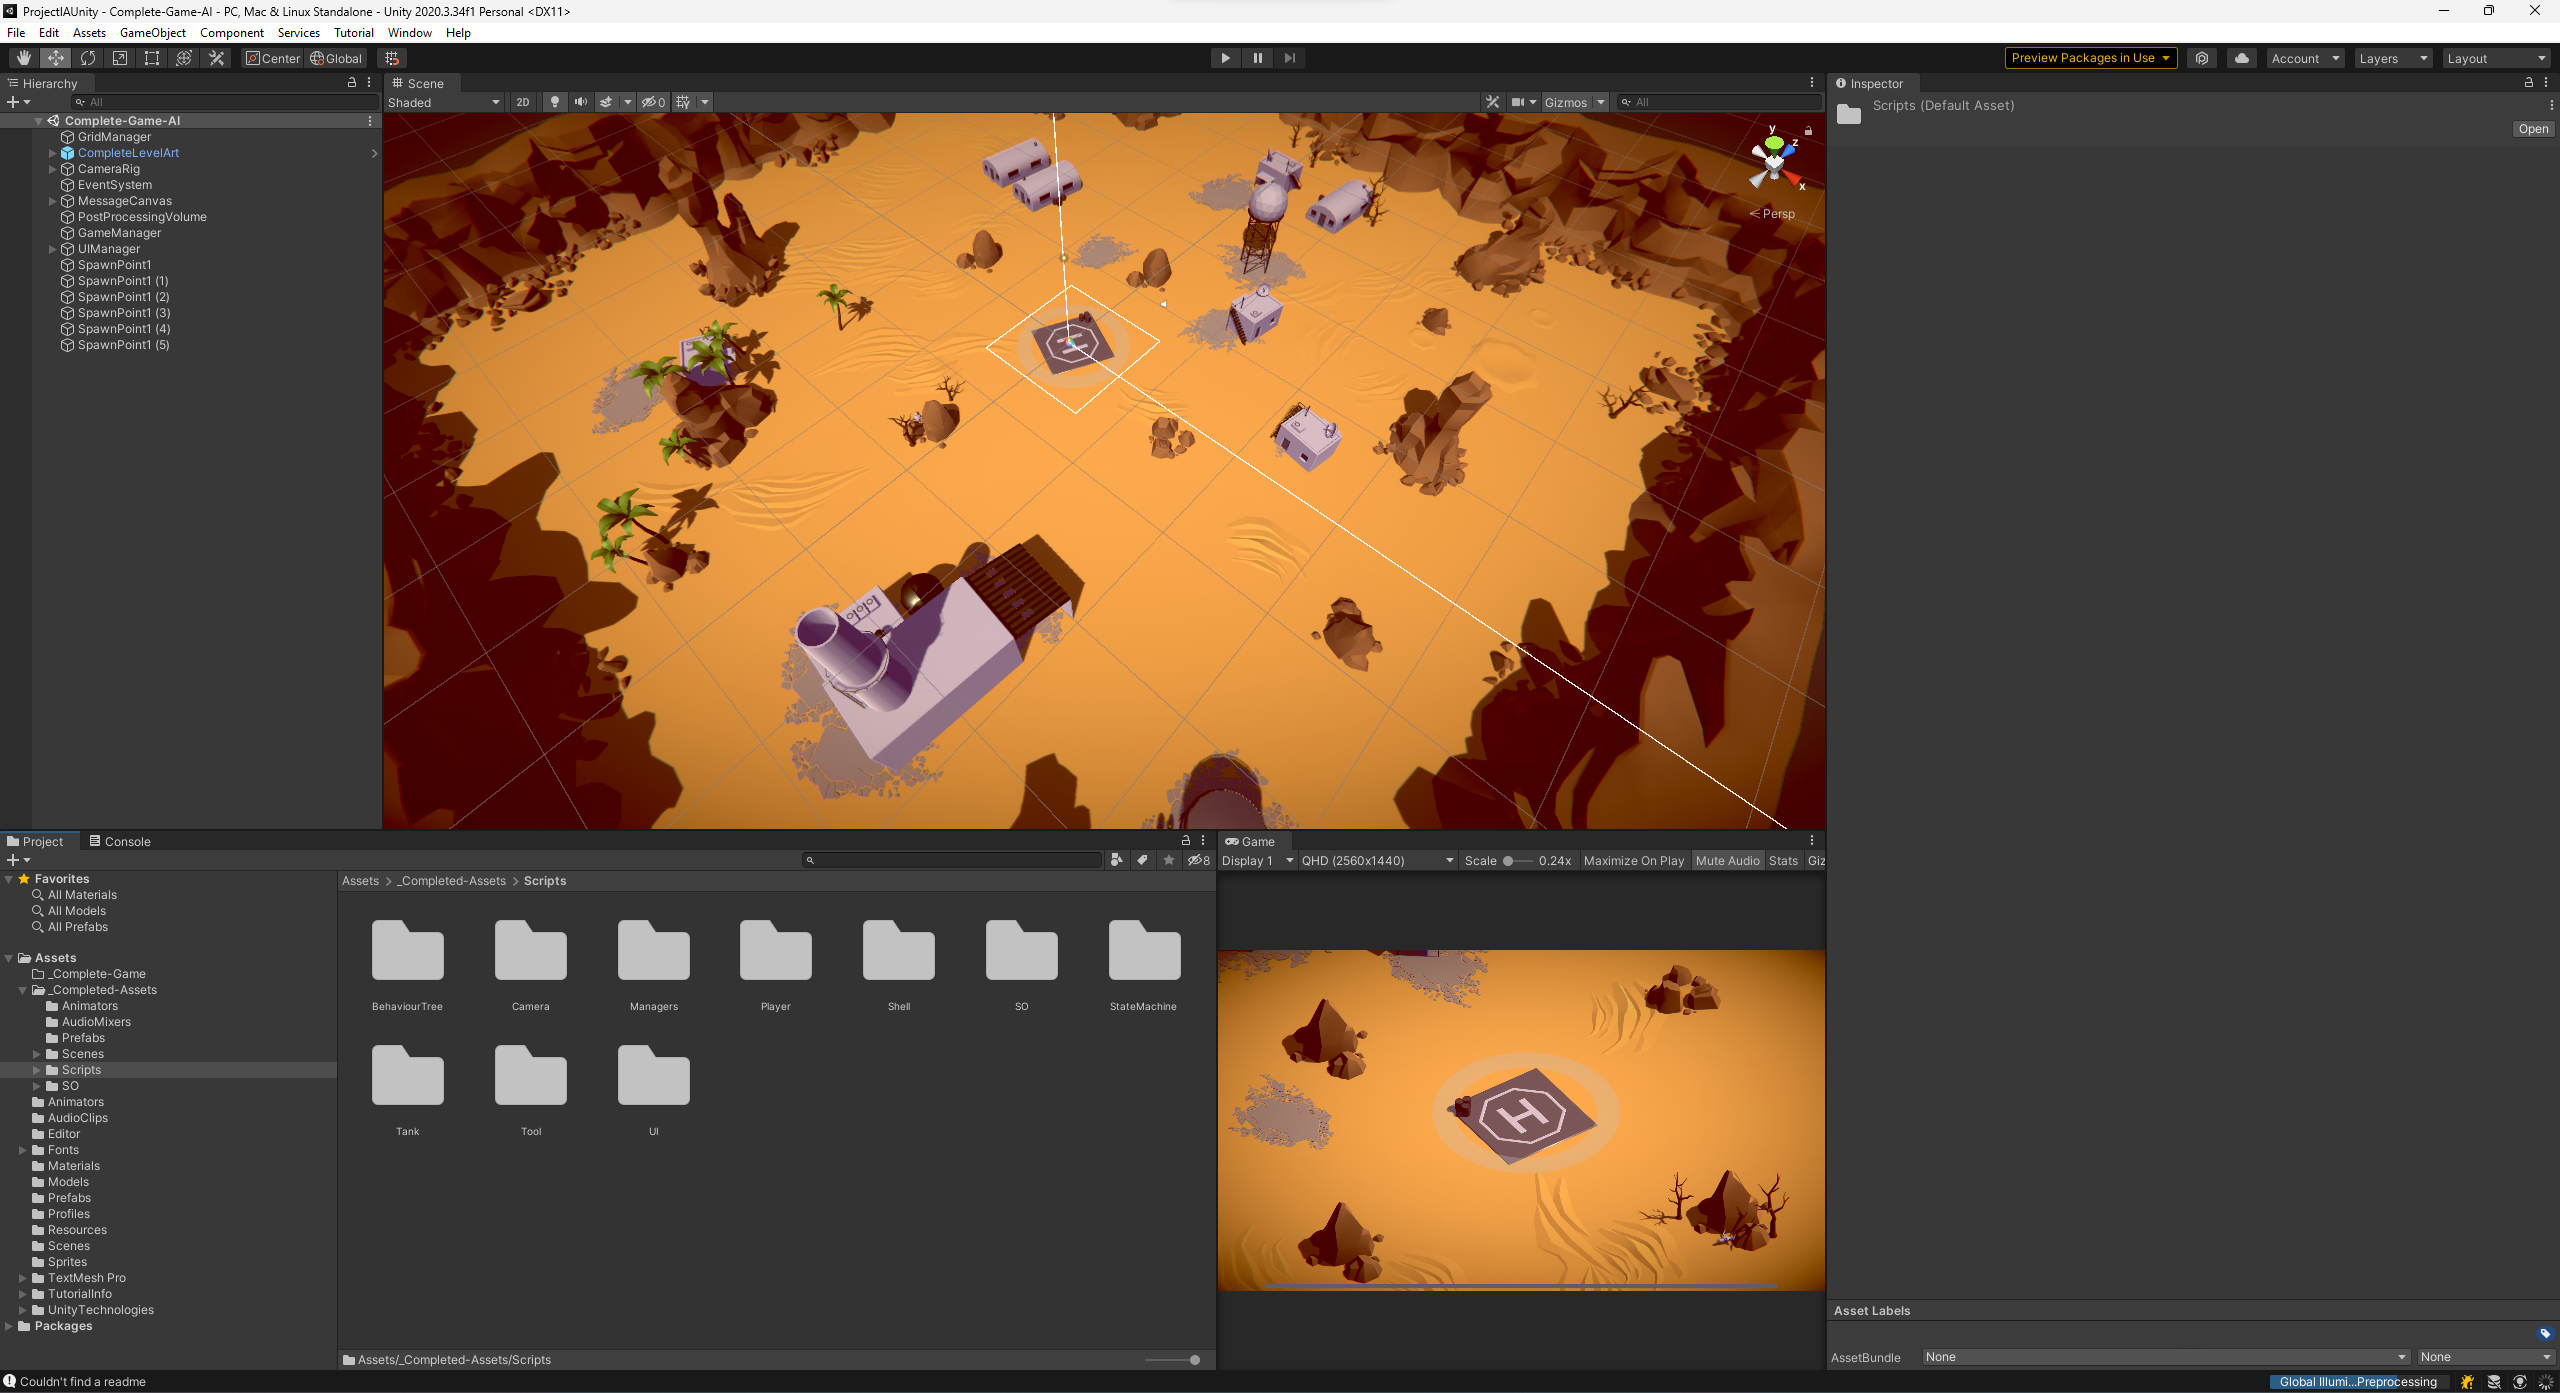 ProjectIAUnity - Complete-Game-AI - PC, Mac & Linux Standalone - Unity 2020.3.34f1 Personal <DX11>
File Edit Assets GameObject Component Services Tutorial Window Help
Center Global
Preview Packages in Use Account Layers Layout
Hierarchy
All
Complete-Game-AI
GridManager
CompleteLevelArt
CameraRig
EventSystem
MessageCanvas
PostProcessingVolume
GameManager
UIManager
SpawnPoint1
SpawnPoint1 (1)
SpawnPoint1 (2)
SpawnPoint1 (3)
SpawnPoint1 (4)
SpawnPoint1 (5)
Scene
Shaded 2D 0 Gizmos All
y
z
x
Persp
H
Inspector
Scripts (Default Asset)
Open
Project Console
8
Favorites
All Materials
All Models
All Prefabs
Assets
_Complete-Game
_Completed-Assets
Animators
AudioMixers
Prefabs
Scenes
Scripts
SO
Animators
AudioClips
Editor
Fonts
Materials
Models
Prefabs
Profiles
Resources
Scenes
Sprites
TextMesh Pro
TutorialInfo
UnityTechnologies
Packages
Assets > _Completed-Assets > Scripts
BehaviourTree Camera Managers Player Shell SO StateMachine
Tank Tool UI
Assets/_Completed-Assets/Scripts
Game
Display 1 QHD (2560x1440) Scale 0.24x Maximize On Play Mute Audio Stats Giz
H
Asset Labels
AssetBundle None None
Couldn't find a readme
Global Illumi...Preprocessing